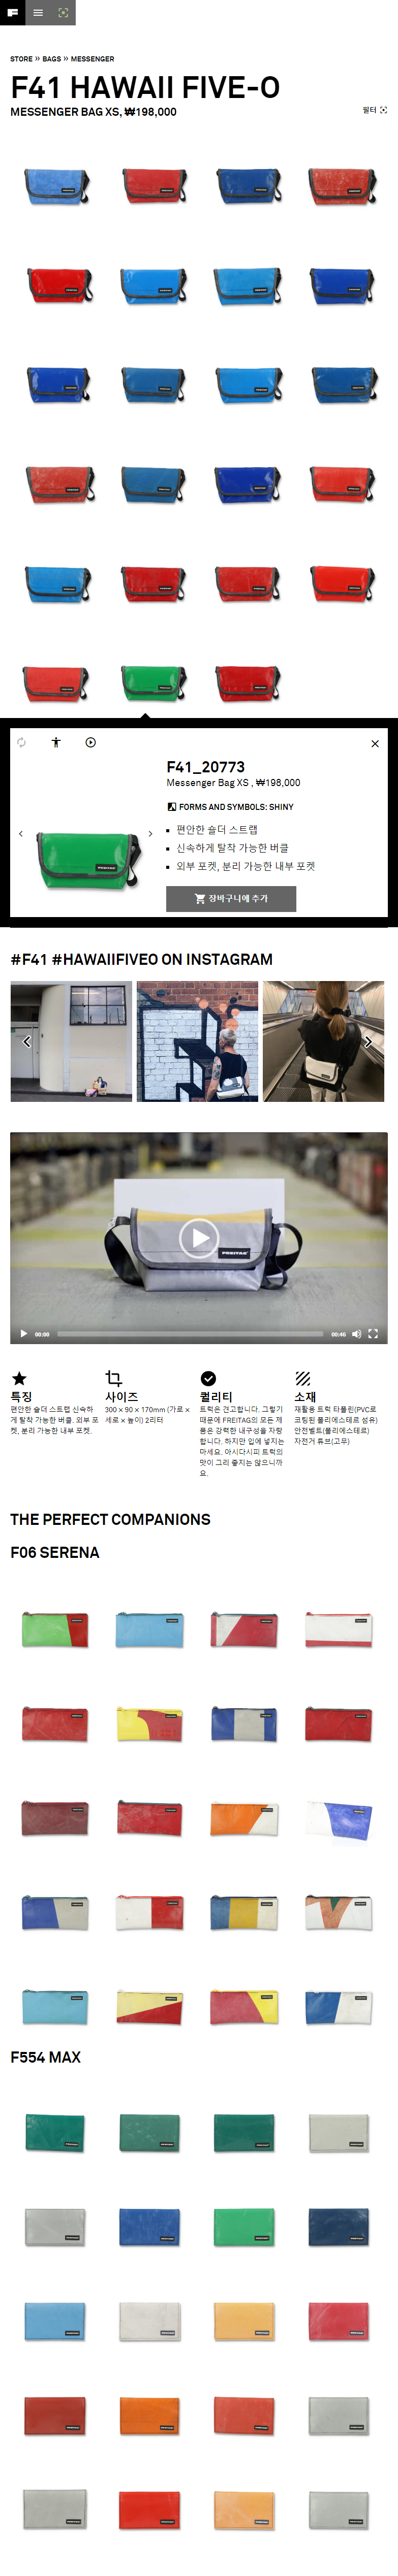 STORE » BAGS » MESSENGER
F41 HAWAII FIVE-O
MESSENGER BAG XS, ₩198,000
필터
F41_20773
Messenger Bag XS , ₩198,000
FORMS AND SYMBOLS: SHINY
편안한 숄더 스트랩
신속하게 탈착 가능한 버클
외부 포켓, 분리 가능한 내부 포켓
장바구니에 추가
FREITAG
#F41 #HAWAIIFIVEO ON INSTAGRAM
FREITAG
00:00
00:46
특징
편안한 숄더 스트랩 신속하
게 탈착 가능한 버클. 외부 포
켓, 분리 가능한 내부 포켓.
사이즈
300 x 90 x 170mm (가로 x
세로 x 높이) 2리터
퀄리티
트럭은 견고합니다. 그렇기
때문에 FREITAG의 모든 제
품은 강력한 내구성을 자랑
합니다. 하지만 입에 넣지는
마세요. 아시다시피 트럭의
맛이 그리 좋지는 않으니까
요.
소재
재활용 트럭 타폴린(PVC로
코팅된 폴리에스테르 섬유)
안전벨트(폴리에스테르)
자전거 튜브(고무)
THE PERFECT COMPANIONS
F06 SERENA
F554 MAX